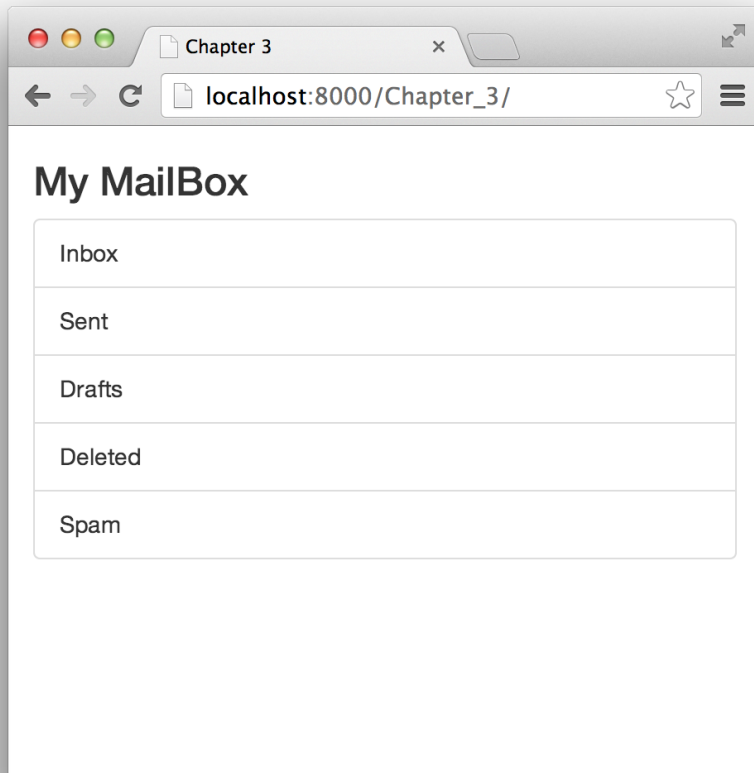 Chapter 3
localhost:8000/Chapter_3/
My MailBox
Inbox
Sent
Drafts
Deleted
Spam